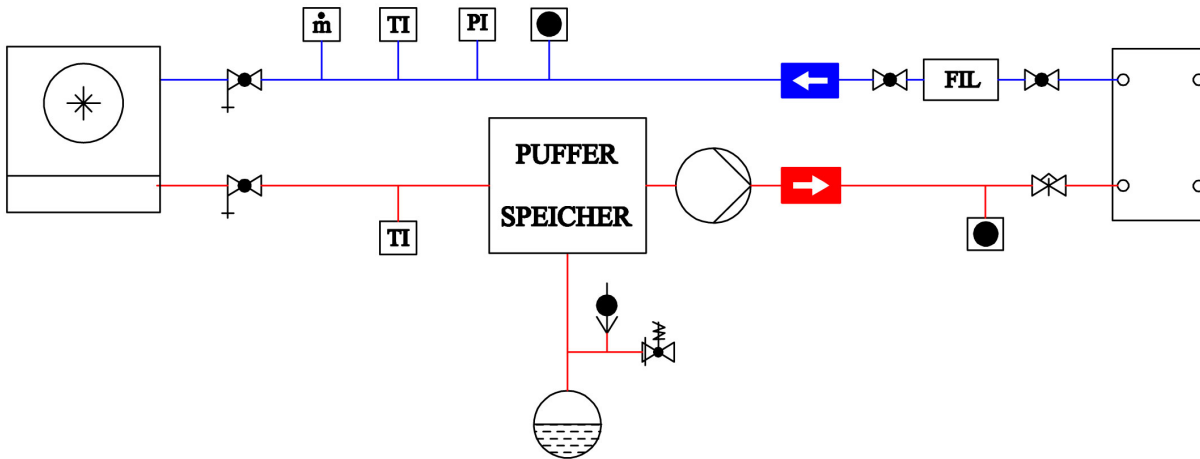 ṁ
TI
PI
FIL
PUFFER
SPEICHER
TI